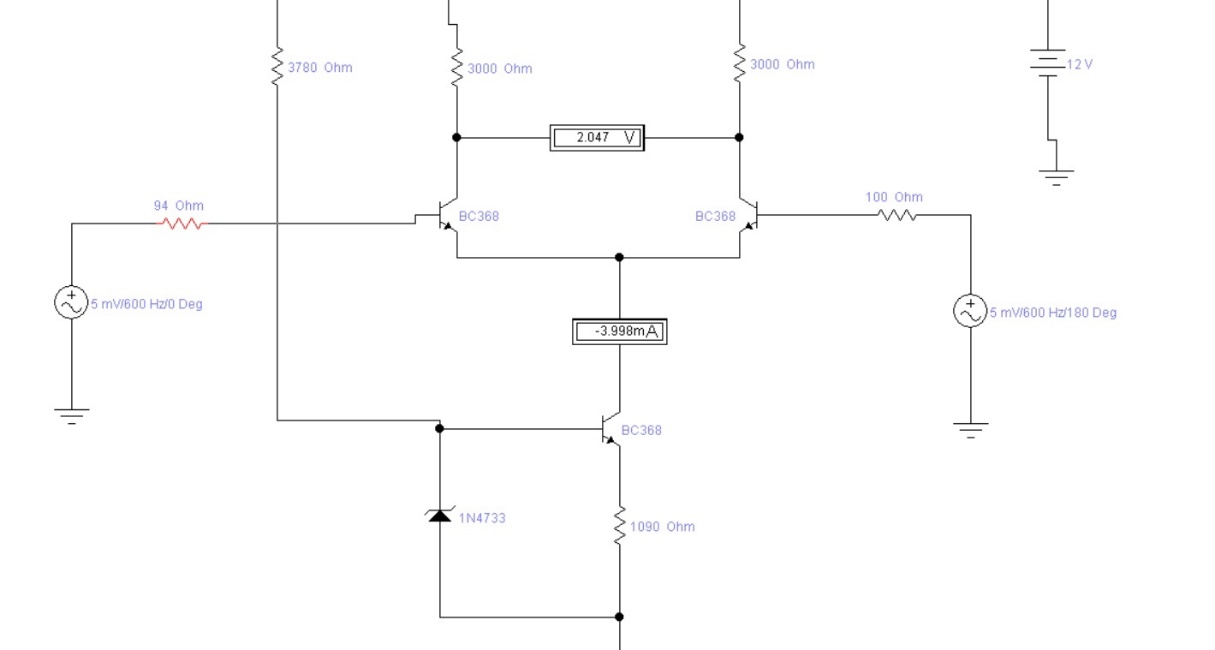 3780 Ohm
3000 Ohm
3000 Ohm
12 V
2.047 V
94 Ohm
100 Ohm
BC368
BC368
5 mV/600 Hz/0 Deg
5 mV/600 Hz/180 Deg
-3.998mA
BC368
1N4733
1090 Ohm